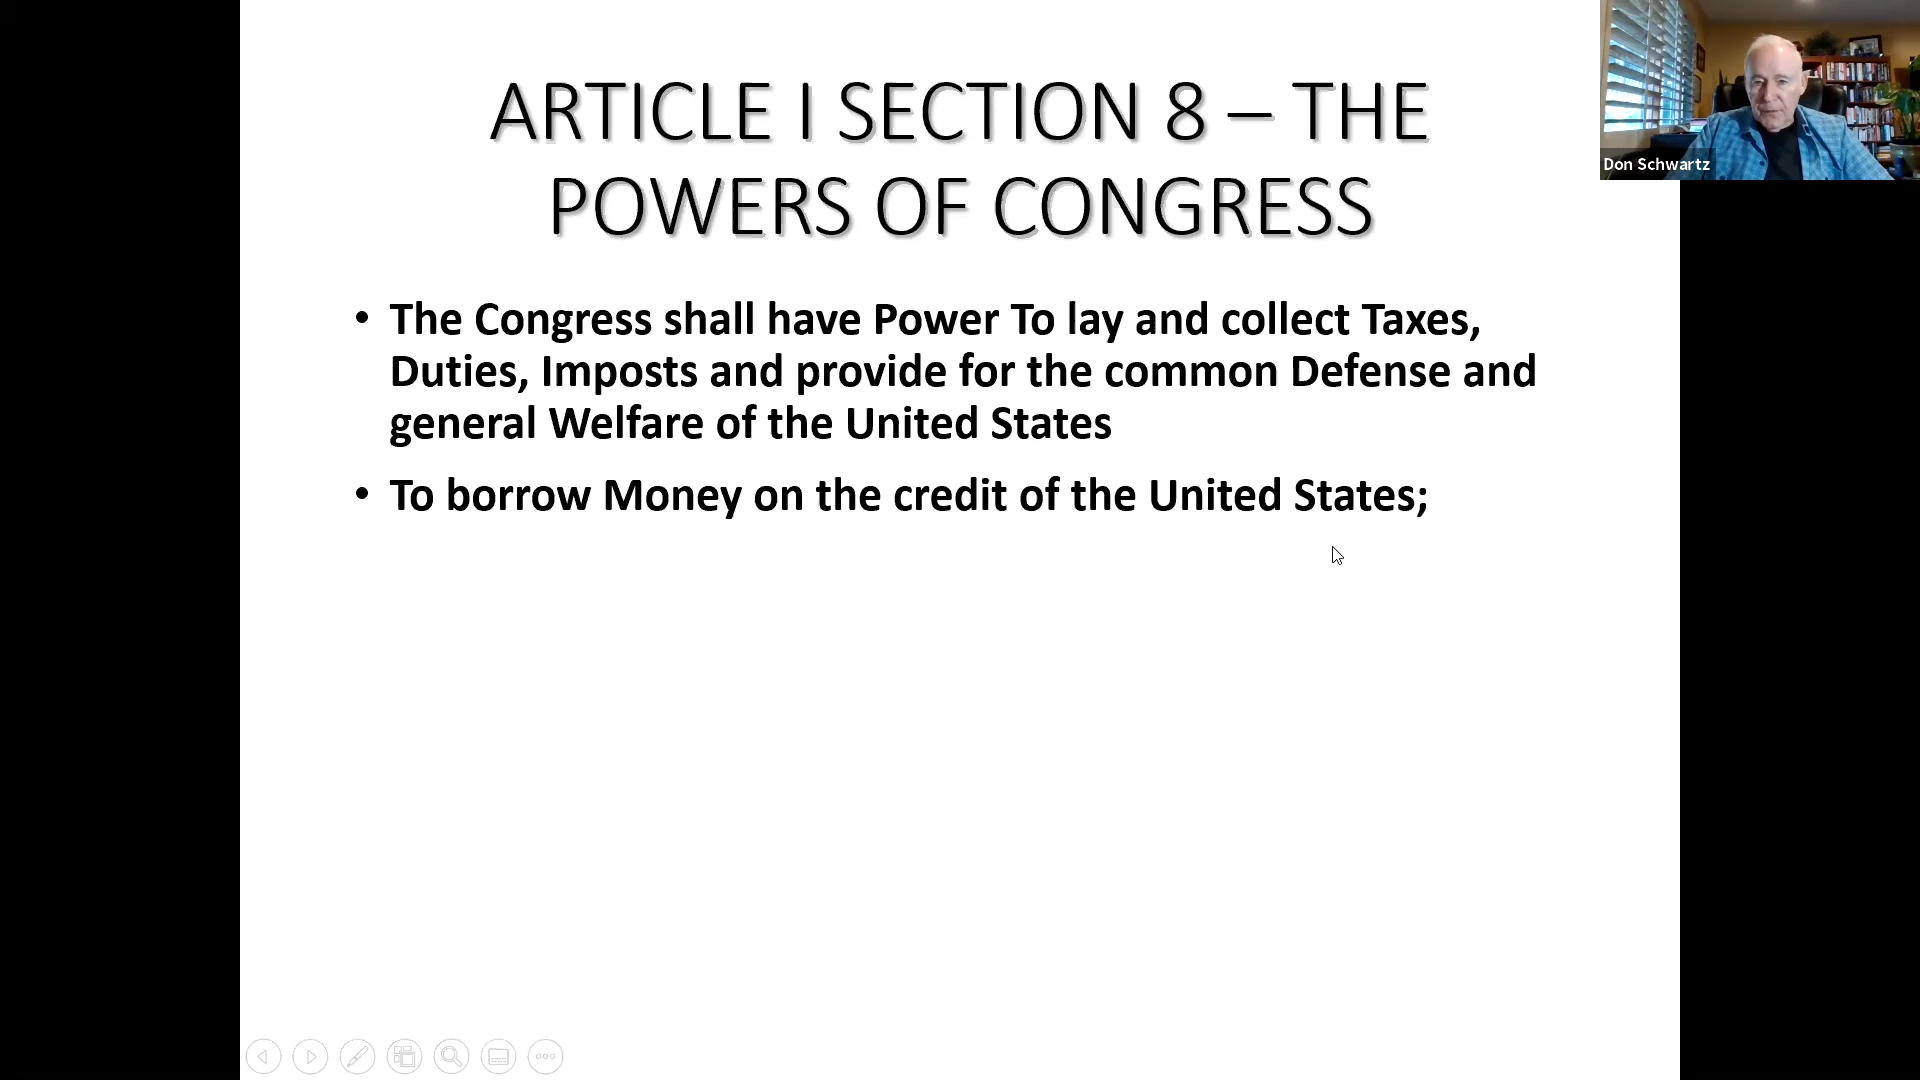 ARTICLE I SECTION 8 – THE
POWERS OF CONGRESS
• The Congress shall have Power To lay and collect Taxes,
Duties, Imposts and provide for the common Defense and
general Welfare of the United States
• To borrow Money on the credit of the United States;
Don Schwartz